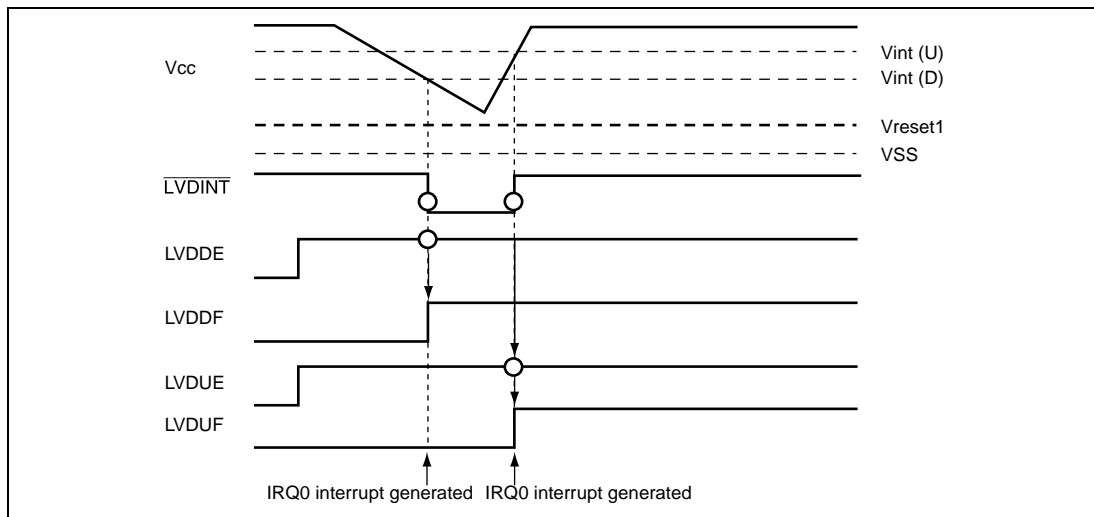 Vcc
Vint (U)
Vint (D)
Vreset1
VSS
LVDINT
LVDDE
LVDDF
LVDUE
LVDUF
IRQ0 interrupt generated IRQ0 interrupt generated